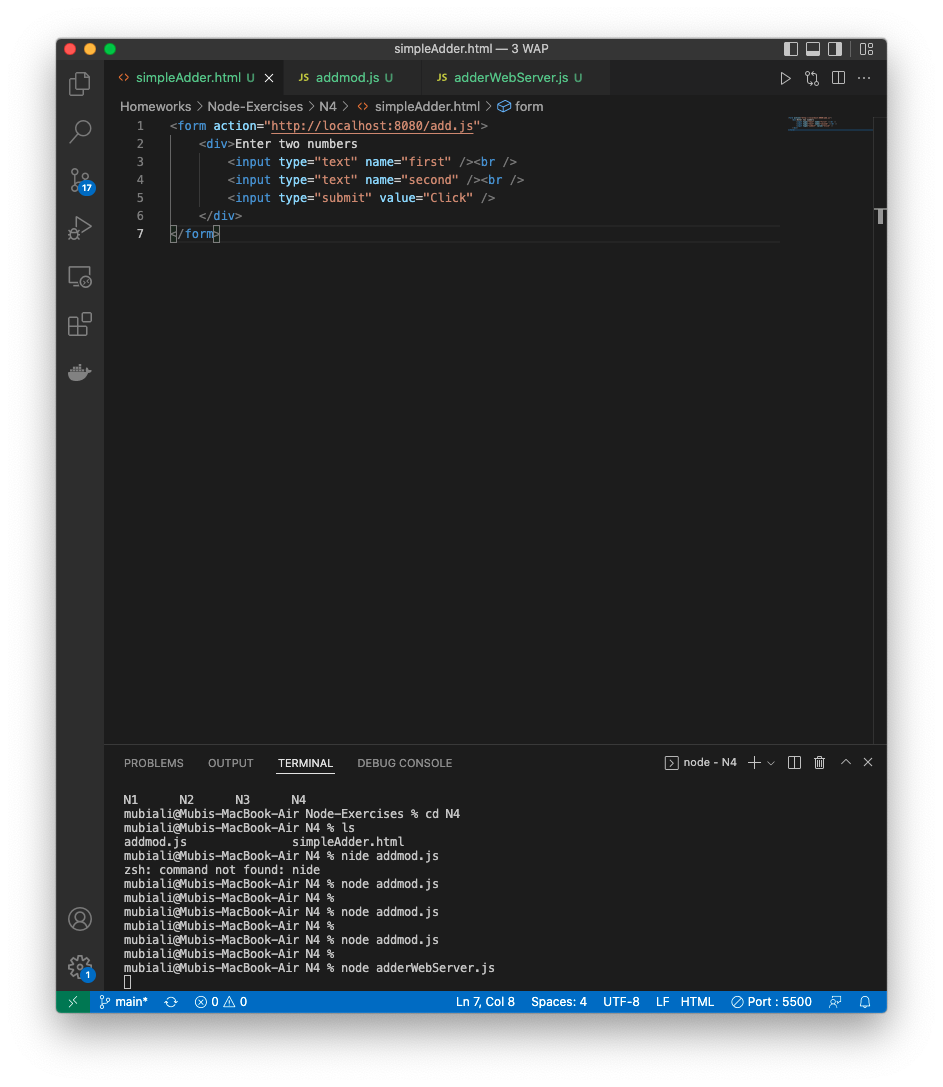 simpleAdder.html — 3 WAP
simpleAdder.html U
JS addmod.js U
JS adderWebServer.js U
Homeworks > Node-Exercises > N4 > simpleAdder.html > form
1 <form action="http://localhost:8080/add.js">
2 <div>Enter two numbers
3 <input type="text" name="first" /><br />
4 <input type="text" name="second" /><br />
5 <input type="submit" value="Click" />
6 </div>
7 </form>
17
PROBLEMS OUTPUT TERMINAL DEBUG CONSOLE
node - N4
N1 N2 N3 N4
mubiali@Mubis-MacBook-Air Node-Exercises % cd N4
mubiali@Mubis-MacBook-Air N4 % ls
addmod.js simpleAdder.html
mubiali@Mubis-MacBook-Air N4 % nide addmod.js
zsh: command not found: nide
mubiali@Mubis-MacBook-Air N4 % node addmod.js
mubiali@Mubis-MacBook-Air N4 %
mubiali@Mubis-MacBook-Air N4 % node addmod.js
mubiali@Mubis-MacBook-Air N4 %
mubiali@Mubis-MacBook-Air N4 % node addmod.js
mubiali@Mubis-MacBook-Air N4 %
mubiali@Mubis-MacBook-Air N4 % node adderWebServer.js
1
main* 0 0 Ln 7, Col 8 Spaces: 4 UTF-8 LF HTML Port : 5500